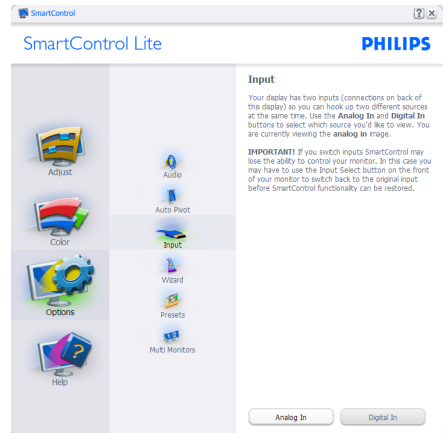 SmartControl
SmartControl Lite
PHILIPS
Adjust
Color
Options
Help
Audio
Auto Pivot
Input
Wizard
Presets
Multi Monitors
Input
Your display has two inputs (connections on back of
this display) so you can hook up two different sources
at the same time. Use the Analog In and Digital In
buttons to select which source you'd like to view. You
are currently viewing the analog in image.
IMPORTANT! If you switch inputs SmartControl may
lose the ability to control your monitor. In this case you
may have to use the Input Select button on the front
of your monitor to switch back to the original input
before SmartControl functionality can be restored.
Analog In
Digital In